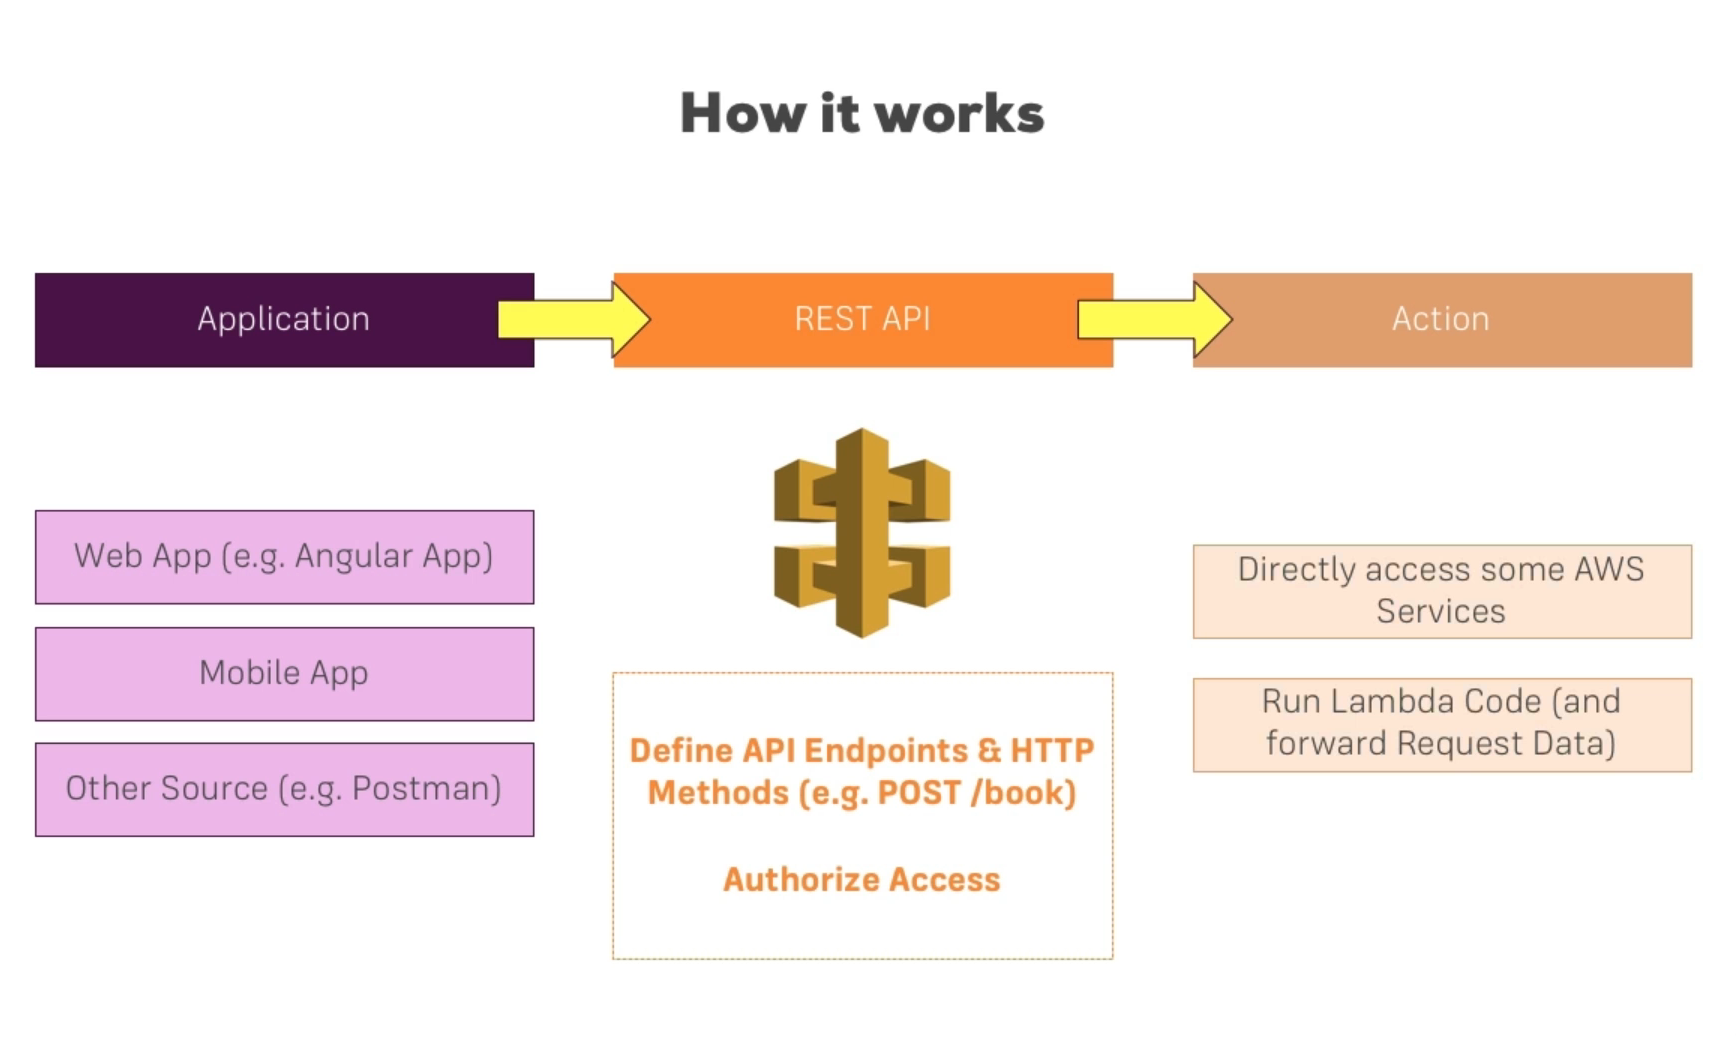 How it works
Application
REST API
Action
Web App (e.g. Angular App)
Mobile App
Other Source (e.g. Postman)
Define API Endpoints & HTTP
Methods (e.g. POST /book)
Authorize Access
Directly access some AWS
Services
Run Lambda Code (and
forward Request Data)